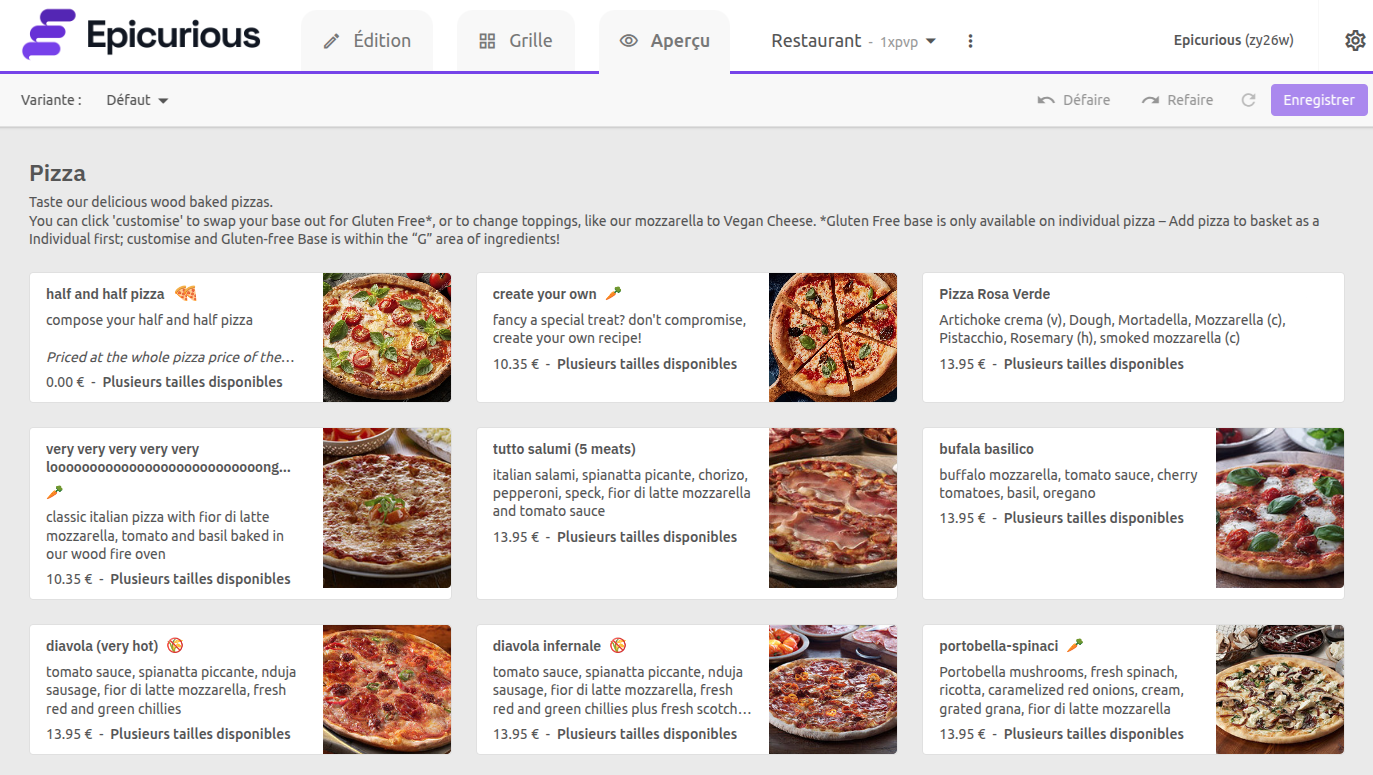 Epicurious
Édition
Grille
Aperçu
Restaurant - 1xpvp
Epicurious (zy26w)
Variante :
Défaut
Défaire
Refaire
Enregistrer
Pizza
Taste our delicious wood baked pizzas.
You can click 'customise' to swap your base out for Gluten Free*, or to change toppings, like our mozzarella to Vegan Cheese. *Gluten Free base is only available on individual pizza – Add pizza to basket as a
Individual first; customise and Gluten-free Base is within the “G” area of ingredients!
half and half pizza
compose your half and half pizza
Priced at the whole pizza price of the…
0.00 € - Plusieurs tailles disponibles
create your own
fancy a special treat? don't compromise,
create your own recipe!
10.35 € - Plusieurs tailles disponibles
Pizza Rosa Verde
Artichoke crema (v), Dough, Mortadella, Mozzarella (c),
Pistacchio, Rosemary (h), smoked mozzarella (c)
13.95 € - Plusieurs tailles disponibles
very very very very very
looooooooooooooooooooooooooong…
classic italian pizza with fior di latte
mozzarella, tomato and basil baked in
our wood fire oven
10.35 € - Plusieurs tailles disponibles
tutto salumi (5 meats)
italian salami, spianatta picante, chorizo,
pepperoni, speck, fior di latte mozzarella
and tomato sauce
13.95 € - Plusieurs tailles disponibles
bufala basilico
buffalo mozzarella, tomato sauce, cherry
tomatoes, basil, oregano
13.95 € - Plusieurs tailles disponibles
diavola (very hot)
tomato sauce, spianatta piccante, nduja
sausage, fior di latte mozzarella, fresh
red and green chillies
13.95 € - Plusieurs tailles disponibles
diavola infernale
tomato sauce, spianatta piccante, nduja
sausage, fior di latte mozzarella, fresh
red and green chillies plus fresh scotch…
13.95 € - Plusieurs tailles disponibles
portobella-spinaci
Portobella mushrooms, fresh spinach,
ricotta, caramelized red onions, cream,
grated grana, fior di latte mozzarella
13.95 € - Plusieurs tailles disponibles